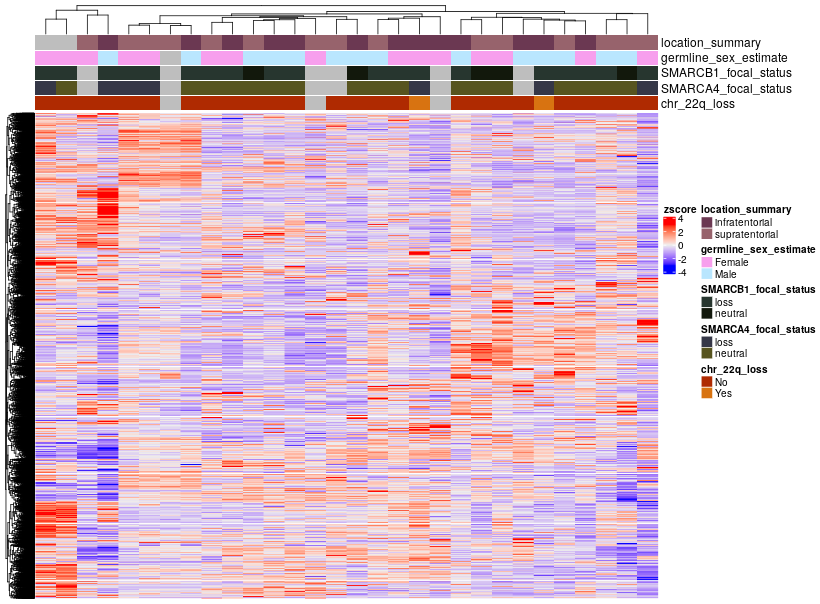 location_summary
germline_sex_estimate
SMARCB1_focal_status
SMARCA4_focal_status
chr_22q_loss
zscore
4
2
0
-2
-4
location_summary
Infratentorial
supratentorial
germline_sex_estimate
Female
Male
SMARCB1_focal_status
loss
neutral
SMARCA4_focal_status
loss
neutral
chr_22q_loss
No
Yes